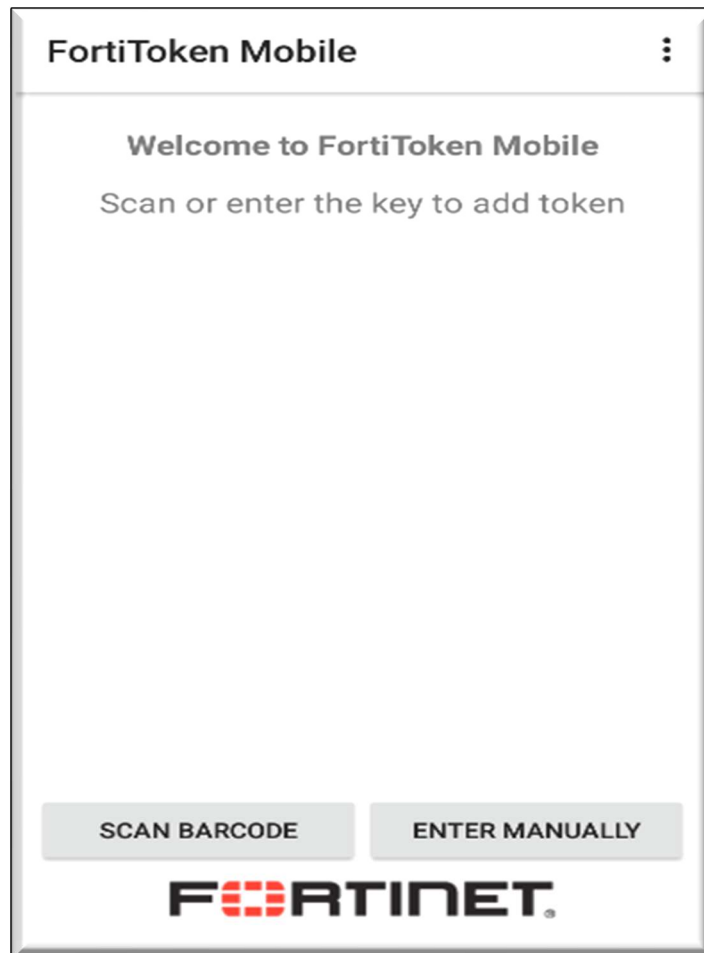 FortiToken Mobile
Welcome to FortiToken Mobile
Scan or enter the key to add token
SCAN BARCODE
ENTER MANUALLY
FORTINET®